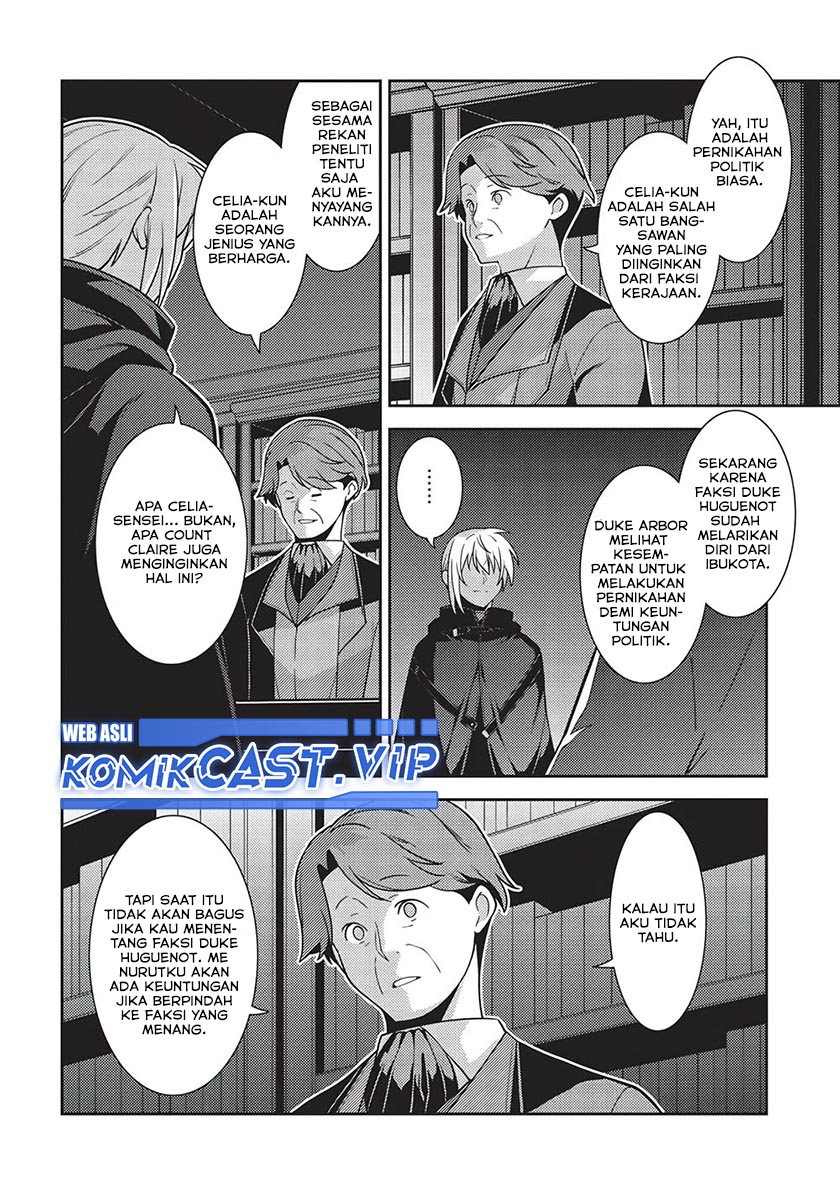 YAH, ITU
ADALAH
PERNIKAHAN
POLITIK
BIASA.
CELIA-KUN
ADALAH SALAH
SATU BANG-
SAWAN
YANG PALING
DIINGINKAN
DARI FAKSI
KERAJAAN.
SEBAGAI
SESAMA
REKAN
PENELITI
TENTU
SAJA
AKU ME-
NYAYANG
KANNYA.
CELIA-KUN
ADALAH
SEORANG
JENIUS YANG
BERHARGA.
APA CELIA-
SENSEI... BUKAN,
APA COUNT
CLAIRE JUGA
MENGINGINKAN
HAL INI?
SEKARANG
KARENA
FAKSI DUKE
HUGUENOT
SUDAH
MELARIKAN
DIRI DARI
IBUKOTA.
DUKE ARBOR
MELIHAT
KESEM-
PATAN UNTUK
MELAKUKAN
PERNIKAHAN
DEMI KEUN-
TUNGAN
POLITIK.
......
WEB ASLI
KOMIKCAST.VIP
KALAU ITU
AKU TIDAK
TAHU.
TAPI SAAT ITU
TIDAK AKAN BAGUS
JIKA KAU MENEN-
TANG FAKSI DUKE
HUGUENOT. ME
NURUTKU AKAN
ADA KEUNTUNGAN
JIKA BERPINDAH
KE FAKSI YANG
MENANG.